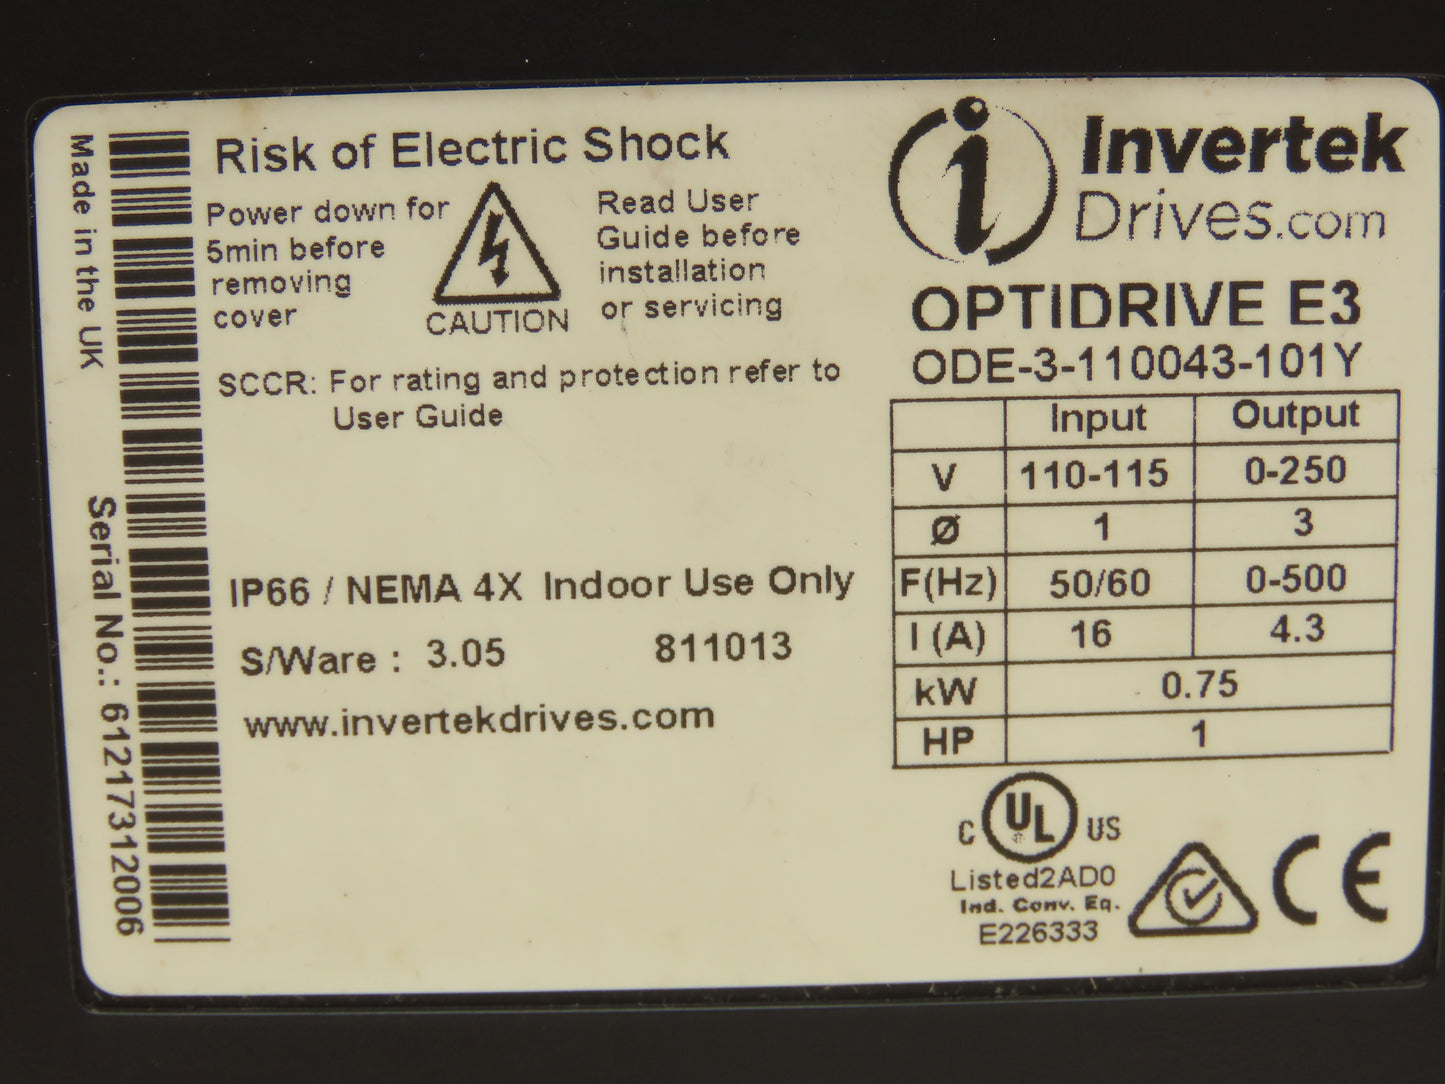 Made in the UK
Serial No.: 61217312006
Risk of Electric Shock
Power down for
5min before
removing
cover
CAUTION
Read User
Guide before
installation
or servicing
SCCR: For rating and protection refer to
User Guide
IP66 / NEMA 4X Indoor Use Only
S/Ware : 3.05 811013
www.invertekdrives.com
i Invertek
Drives.com
OPTIDRIVE E3
ODE-3-110043-101Y
Input Output
V 110-115 0-250
Ø 1 3
F(Hz) 50/60 0-500
I (A) 16 4.3
kW 0.75
HP 1
C UL US
Listed2AD0
Ind. Conv. Eq.
E226333
CE